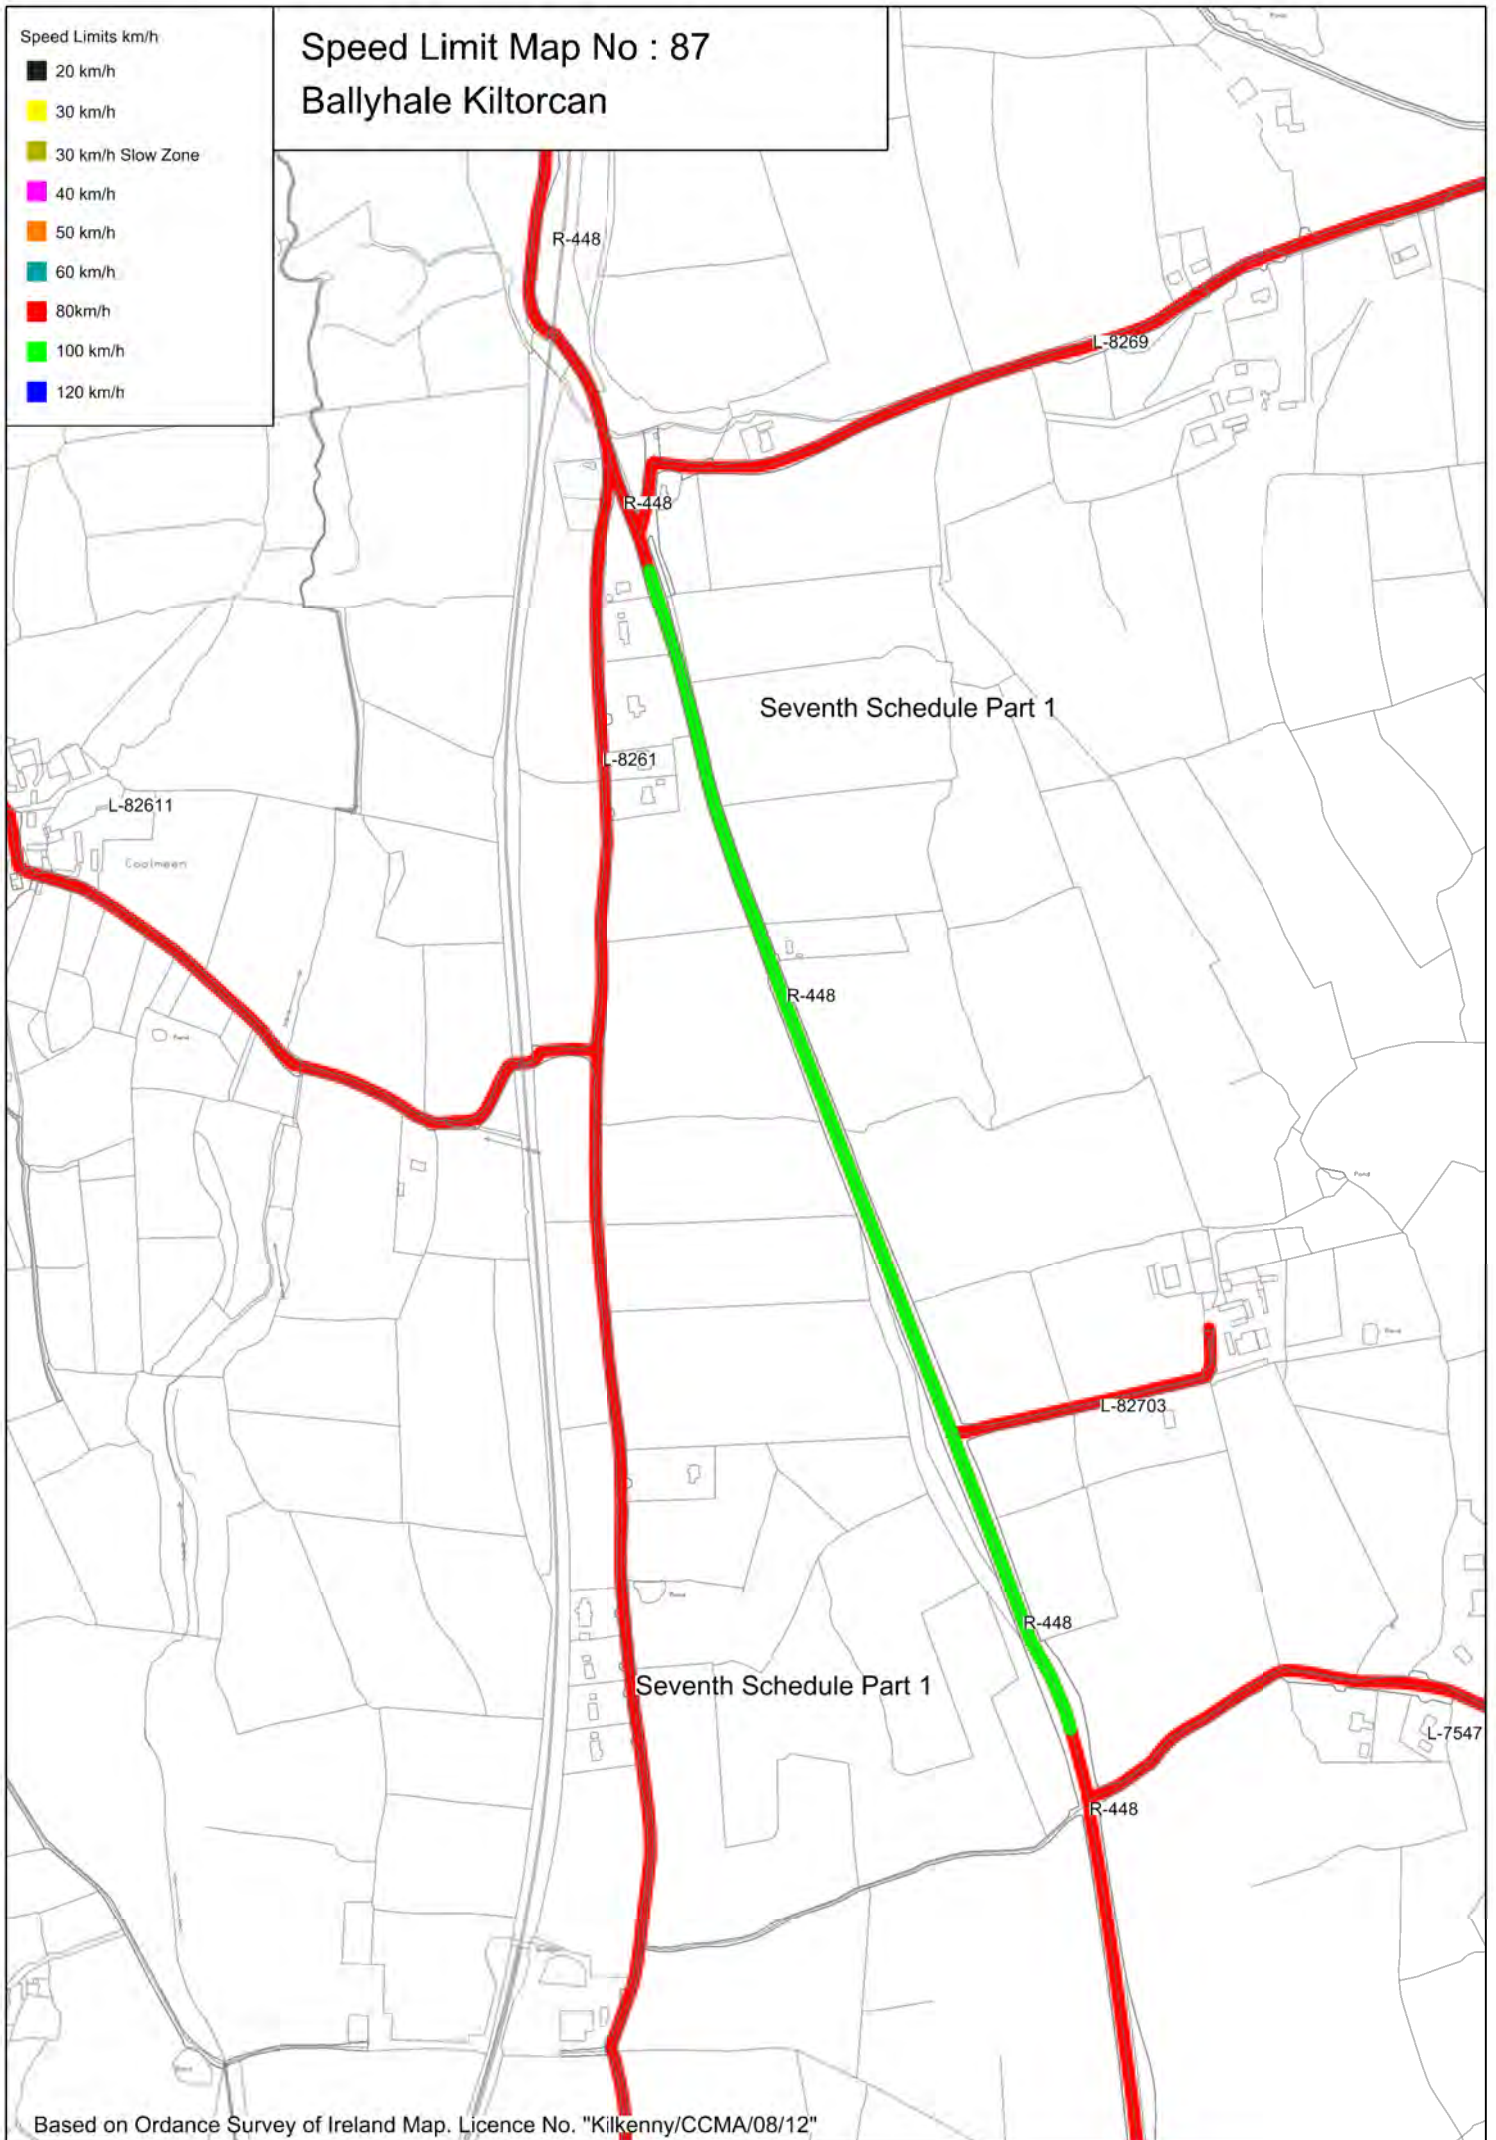 Speed Limits km/h
20 km/h
30 km/h
30 km/h Slow Zone
40 km/h
50 km/h
60 km/h
80km/h
100 km/h
120 km/h
Speed Limit Map No : 87
Ballyhale Kiltorcan
R-448
L-8269
R-448
Seventh Schedule Part 1
L-8261
L-82611
Coolmeen
R-448
Pond
Pond
L-82703
R-448
Seventh Schedule Part 1
L-7547
R-448
Based on Ordance Survey of Ireland Map. Licence No. "Kilkenny/CCMA/08/12"